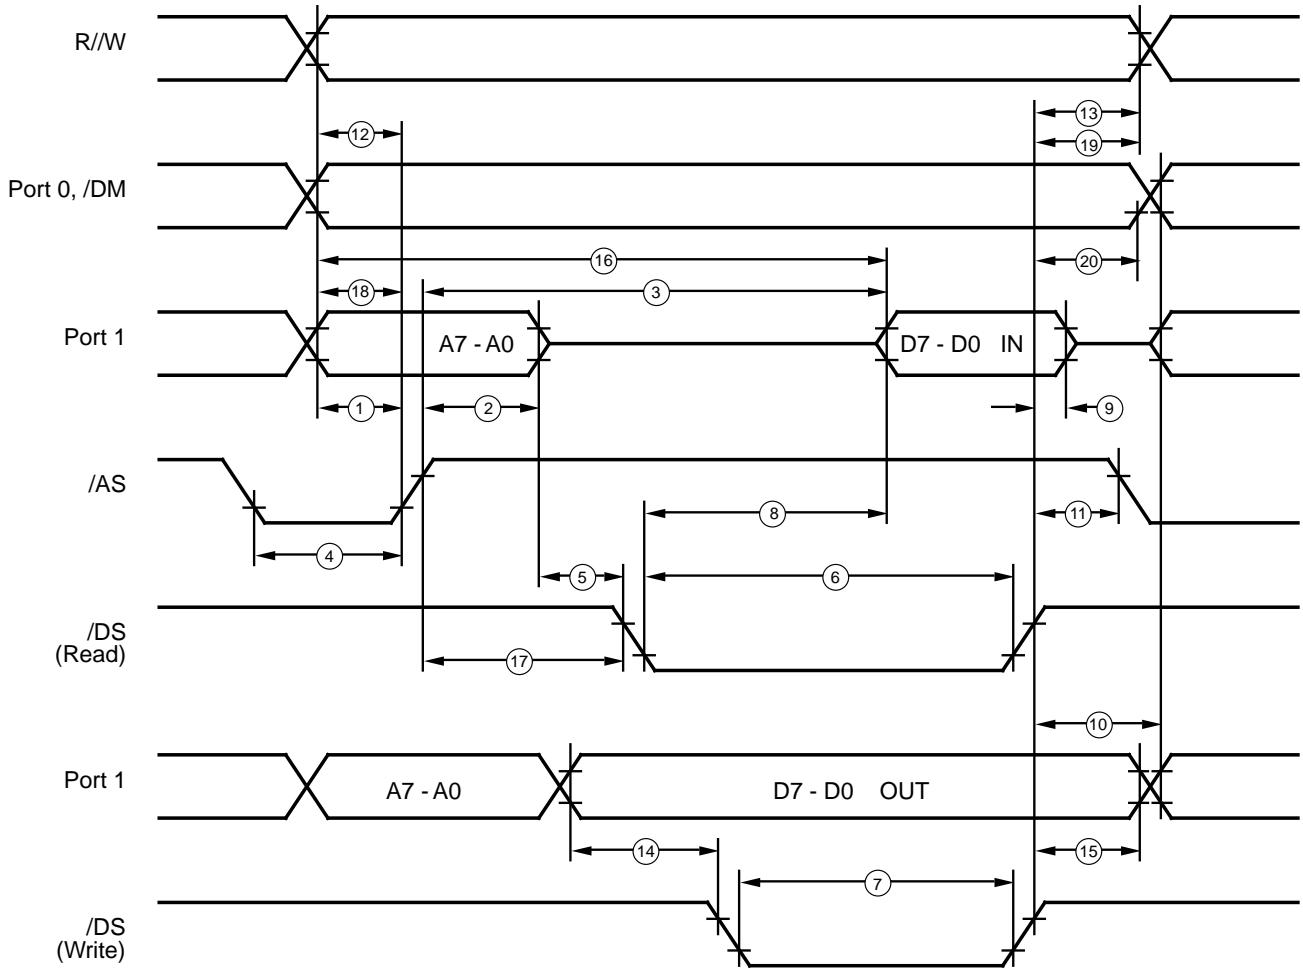 R//W
13
12
19
Port 0, /DM
16
20
18
3
Port 1
A7 - A0
D7 - D0 IN
1
2
9
/AS
8
11
4
5
6
/DS
(Read)
17
10
Port 1
A7 - A0
D7 - D0 OUT
14
15
7
/DS
(Write)